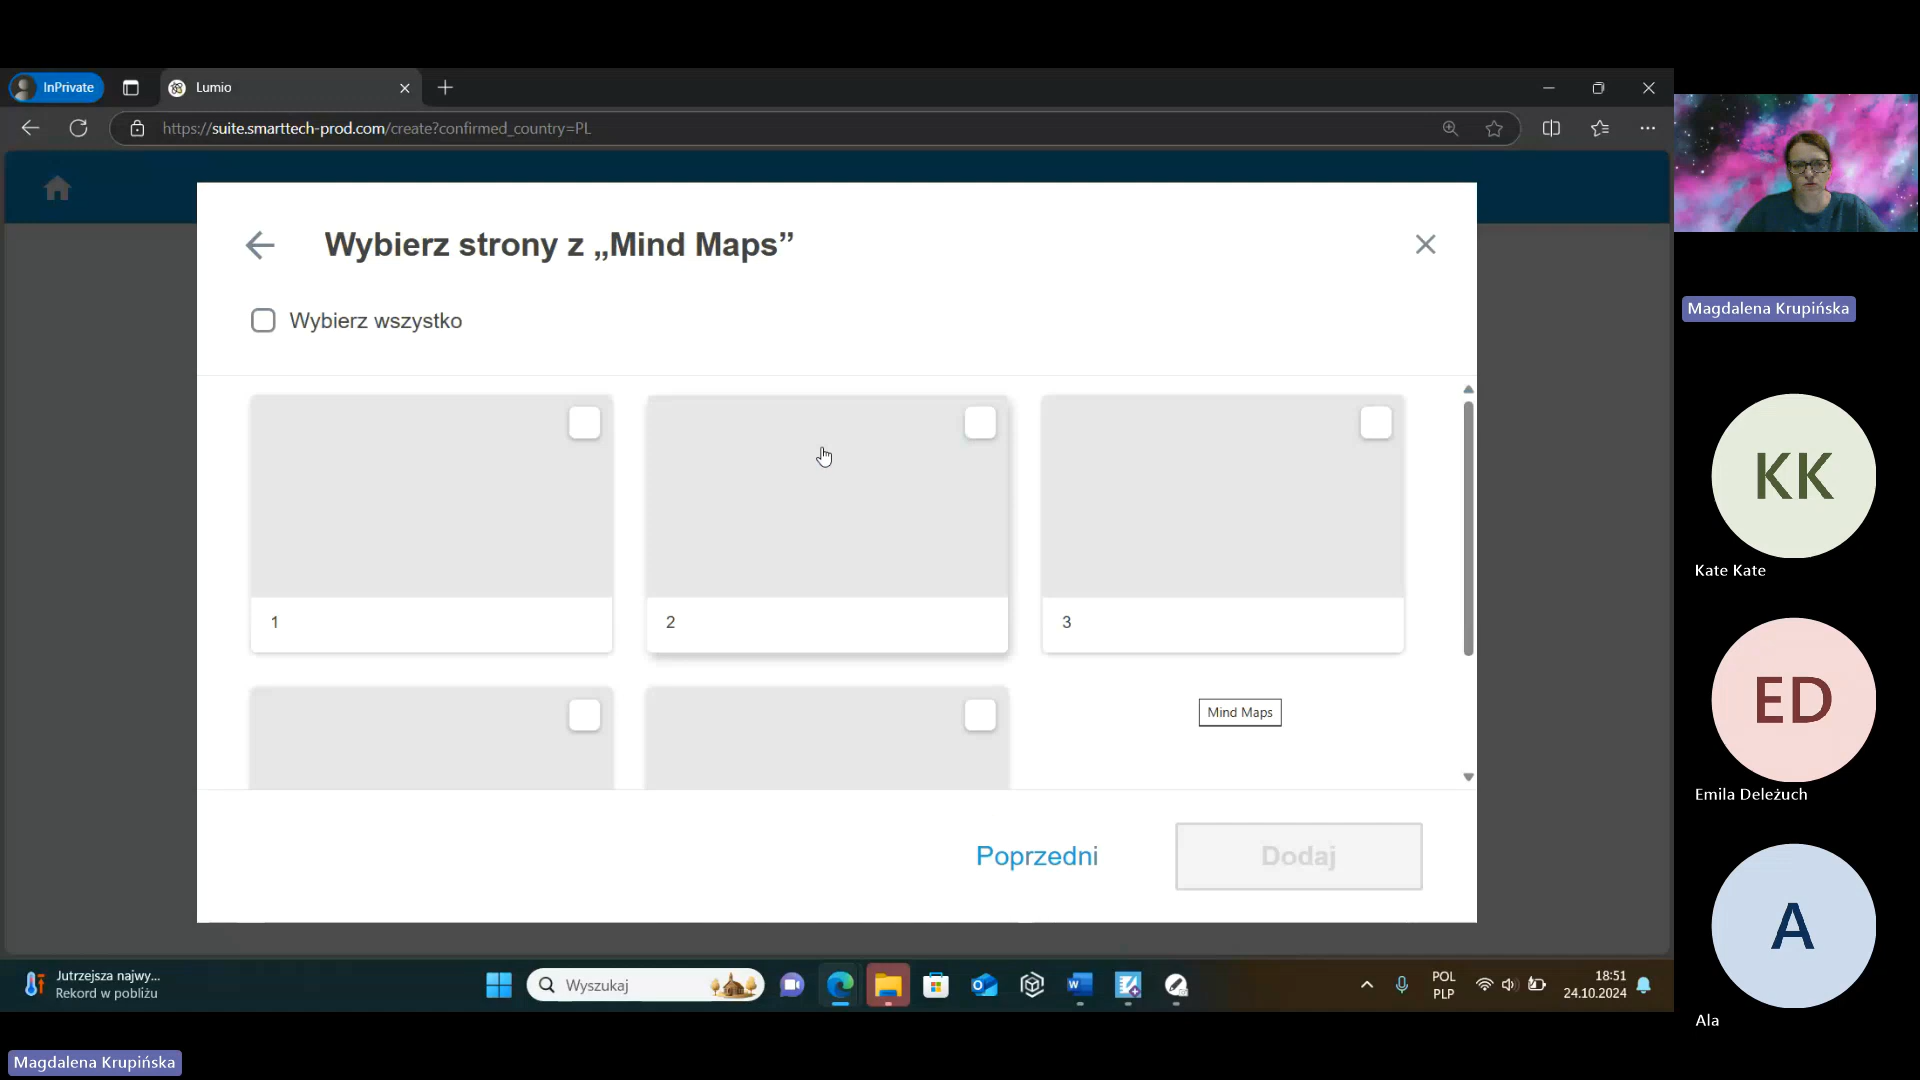 InPrivate
Lumio
https://suite.smarttech-prod.com/create?confirmed_country=PL
Wybierz strony z „Mind Maps”
Wybierz wszystko
1
2
3
Mind Maps
Poprzedni
Dodaj
Jutrzejsza najwy...
Rekord w pobliżu
Wyszukaj
POL
PLP
18:51
24.10.2024
Magdalena Krupińska
KK
Kate Kate
ED
Emila Deleżuch
A
Ala
Magdalena Krupińska